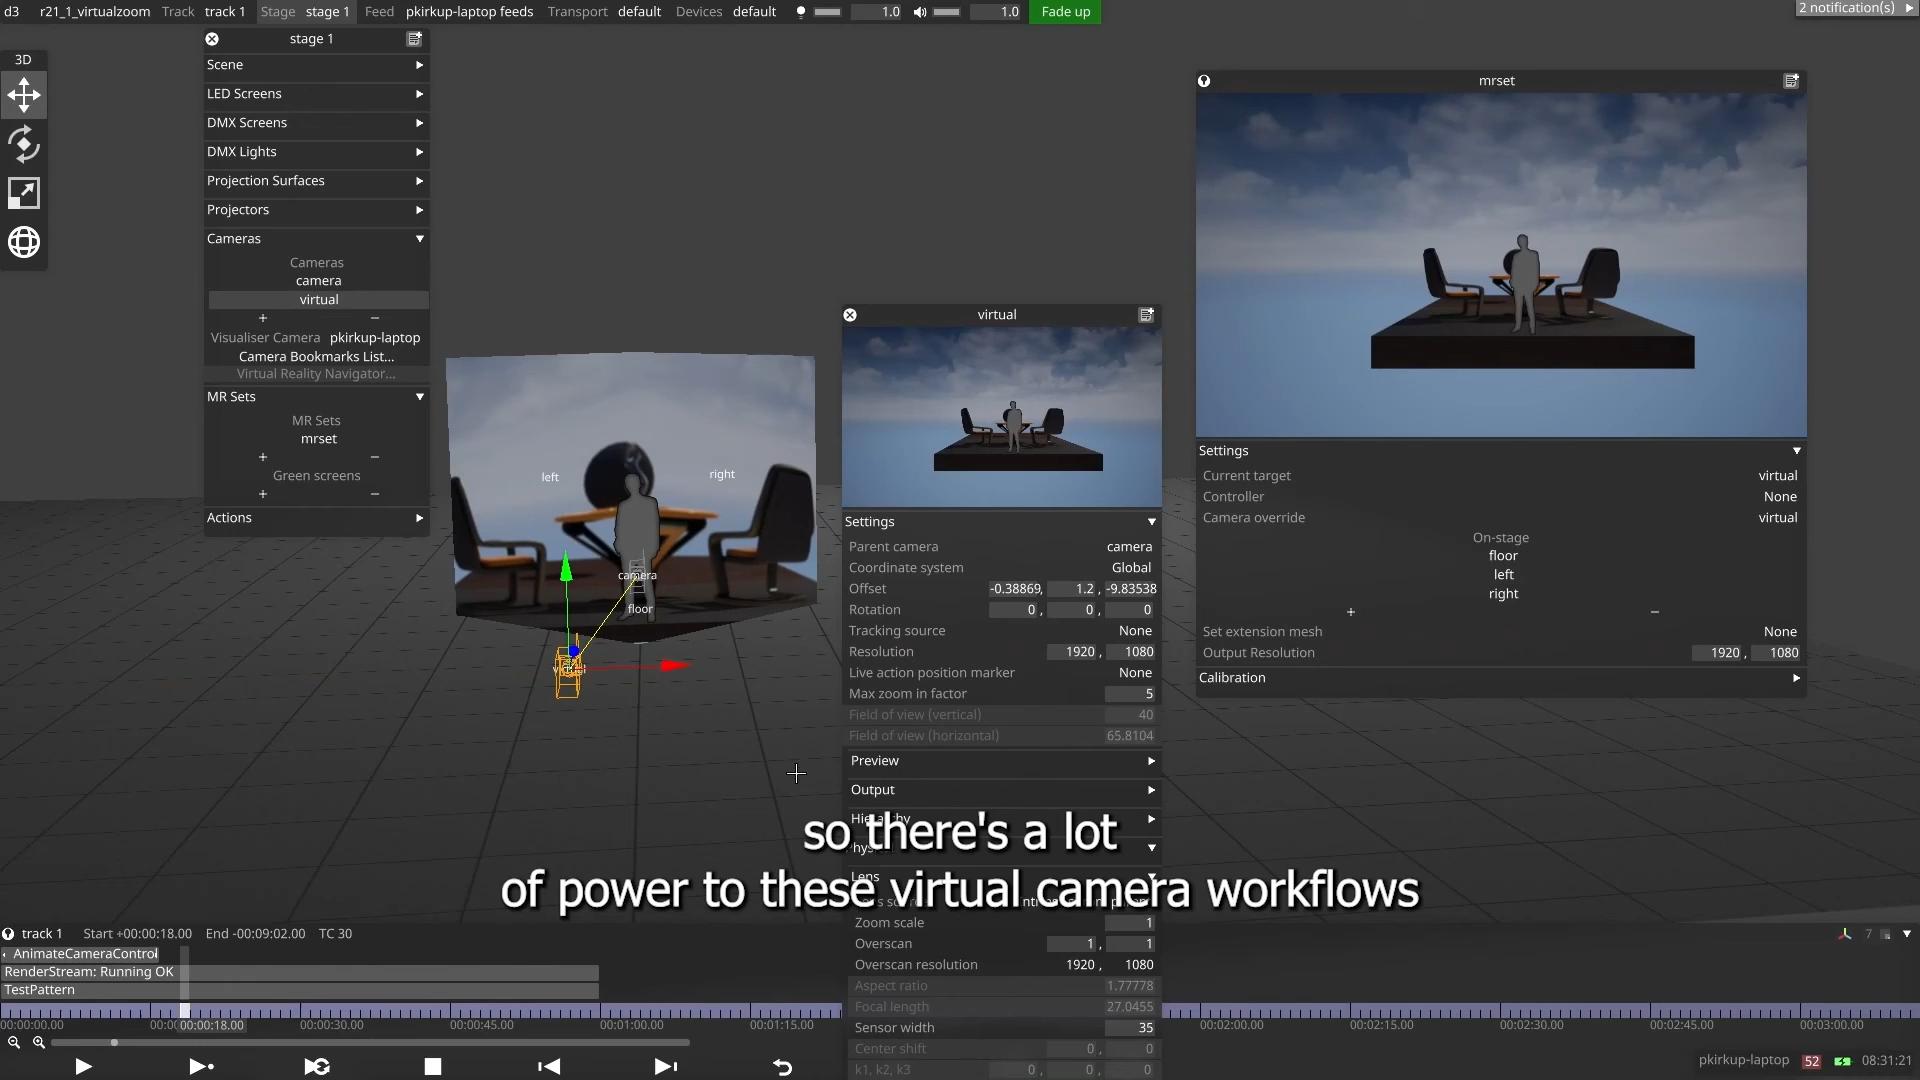 d3 r21_1_virtualzoom Track track 1 Stage stage 1 Feed pkirkup-laptop feeds Transport default Devices default 1.0 1.0 Fade up 2 notification(s)
3D
stage 1
Scene
LED Screens
DMX Screens
DMX Lights
Projection Surfaces
Projectors
Cameras
Cameras
camera
virtual
+ −
Visualiser Camera pkirkup-laptop
Camera Bookmarks List...
Virtual Reality Navigator...
MR Sets
MR Sets
mrset
+ −
Green screens
+ −
Actions
left
right
camera
floor
virtual
Settings
Parent camera camera
Coordinate system Global
Offset -0.38869, 1.2 , -9.83538
Rotation 0 , 0 , 0
Tracking source None
Resolution 1920 , 1080
Live action position marker None
Max zoom in factor 5
Field of view (vertical) 40
Field of view (horizontal) 65.8104
Preview
Output
Hierarchy
Lens
Zoom scale 1
Overscan 1 , 1
Overscan resolution 1920 , 1080
Aspect ratio 1.77778
Focal length 27.0455
Sensor width 35
Center shift 0 , 0
k1, k2, k3 0 , 0 , 0
mrset
Settings
Current target virtual
Controller None
Camera override virtual
On-stage
floor
left
right
+ −
Set extension mesh None
Output Resolution 1920 , 1080
Calibration
so there's a lot
of power to these virtual camera workflows
track 1 Start +00:00:18.00 End -00:09:02.00 TC 30
7
AnimateCameraControl
RenderStream: Running OK
TestPattern
00:00:00.00 00:00:18.00 00:00:30.00 00:00:45.00 00:01:00.00 00:01:15.00 00:02:00.00 00:02:15.00 00:02:30.00 00:02:45.00 00:03:00.00
pkirkup-laptop 52 08:31:21